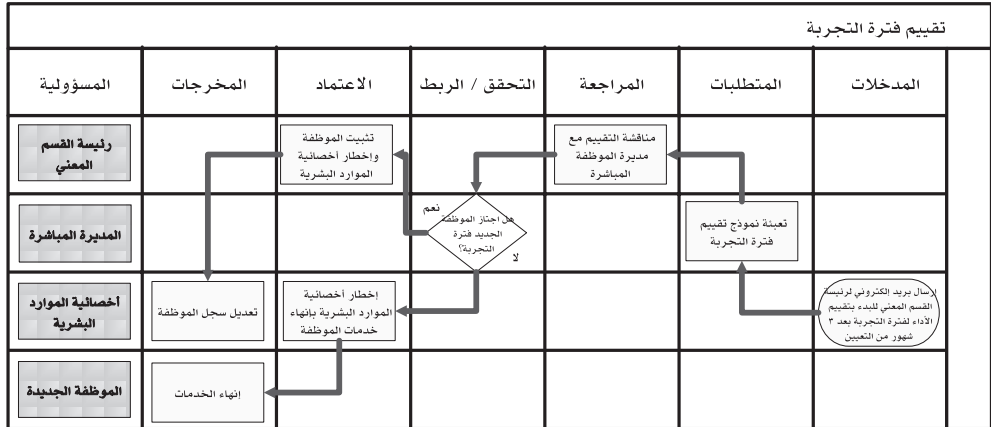 تقييم فترة التجربة
المدخلات
المتطلبات
المراجعة
التحقق / الربط
الاعتماد
المخرجات
المسؤولية
مناقشة التقييم مع
مديرة الموظفة
المباشرة
تثبيت الموظفة
وإخطار أخصائية
الموارد البشرية
رئيسة القسم
المعني
تعبئة نموذج تقييم
فترة التجربة
نعم
هل اجتاز الموظفة
الجديد فترة
التجربة؟
لا
المديرة المباشرة
إرسال بريد إلكتروني لرئيسة
القسم المعني للبدء بتقييم
الأداء لفترة التجربة بعد ٣
شهور من التعيين
إخطار أخصائية
الموارد البشرية بإنهاء
خدمات الموظفة
تعديل سجل الموظفة
أخصائية الموارد
البشرية
إنهاء الخدمات
الموظفة الجديدة